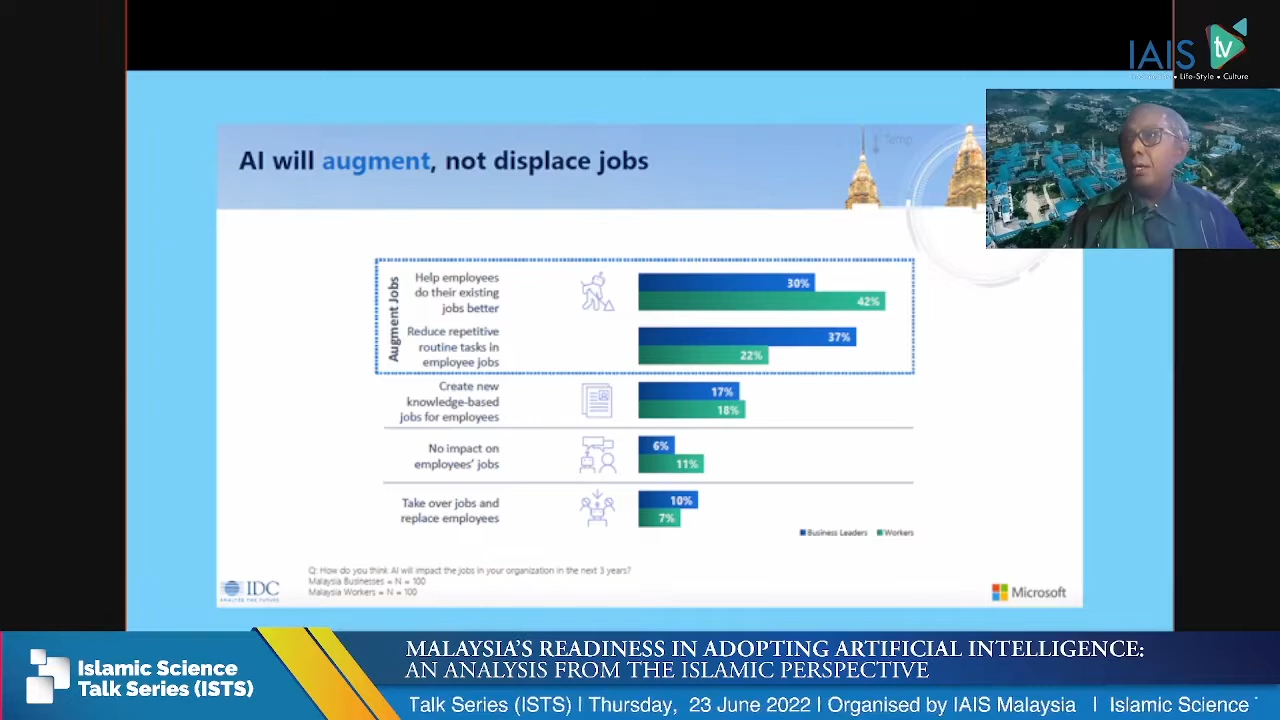 IAIS tv
• Life-Style • Culture
Temp
AI will augment, not displace jobs
Augment Jobs
Help employees
do their existing
jobs better
30%
42%
Reduce repetitive
routine tasks in
employee jobs
37%
22%
Create new
knowledge-based
jobs for employees
17%
18%
No impact on
employees' jobs
6%
11%
Take over jobs and
replace employees
10%
7%
Business Leaders Workers
Q: How do you think AI will impact the jobs in your organization in the next 3 years?
Malaysia Businesses = N = 100
Malaysia Workers = N = 100
IDC
ANALYZE THE FUTURE
Microsoft
Islamic Science
Talk Series (ISTS)
MALAYSIA'S READINESS IN ADOPTING ARTIFICIAL INTELLIGENCE:
AN ANALYSIS FROM THE ISLAMIC PERSPECTIVE
Talk Series (ISTS) I Thursday, 23 June 2022 I Organised by IAIS Malaysia I Islamic Science